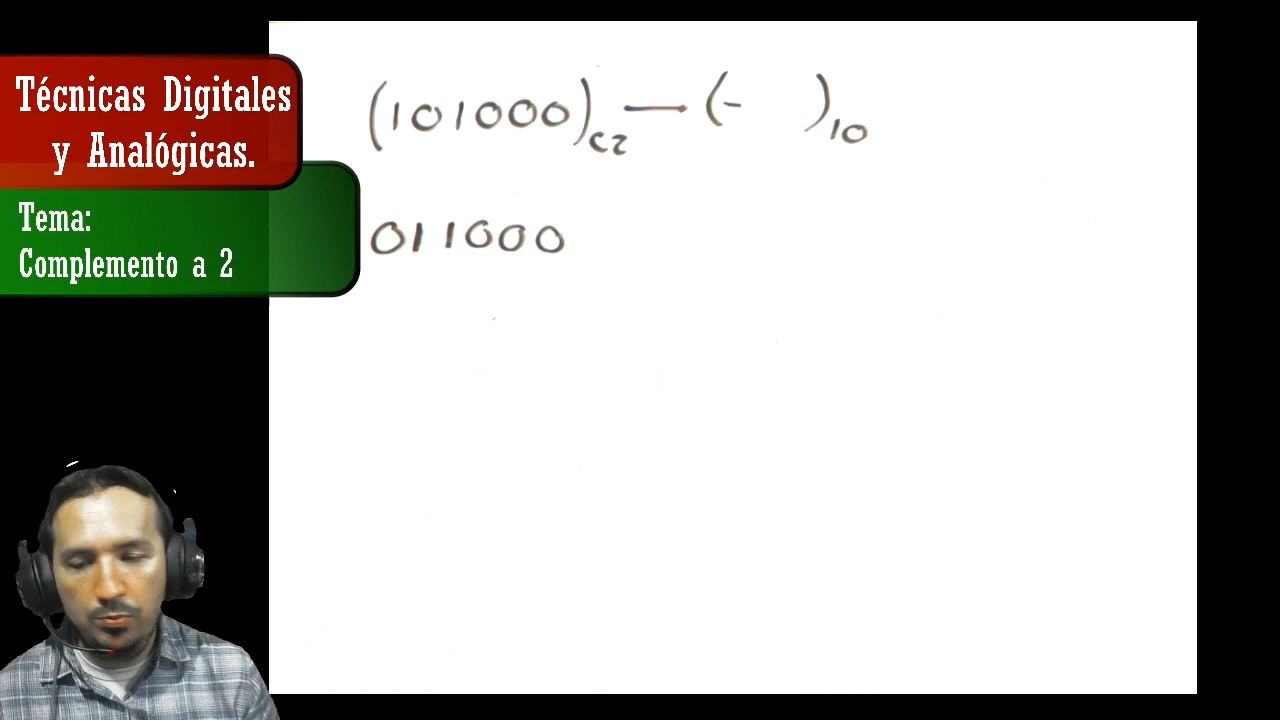 Técnicas Digitales
y Analógicas.
Tema:
Complemento a 2
(101000)C2 — (-    )10
011000